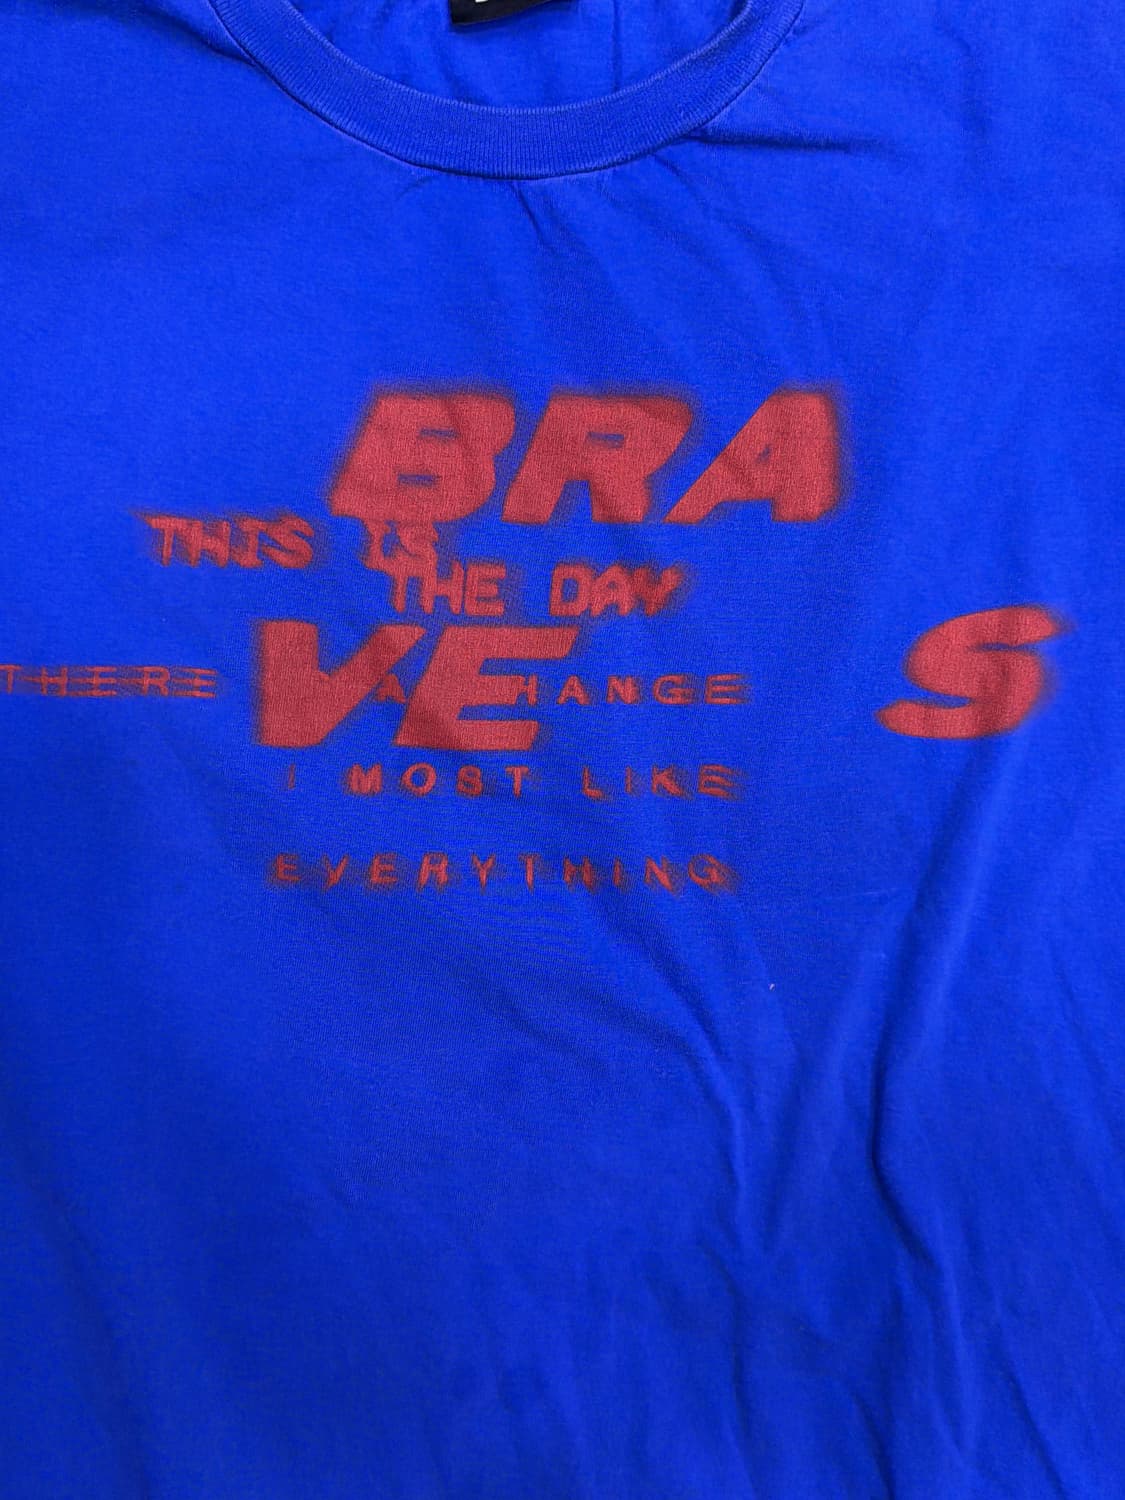 BRA
THIS IS
THE DAY
VE S
THERE A HANGE
I MOST LIKE
EVERYTHING